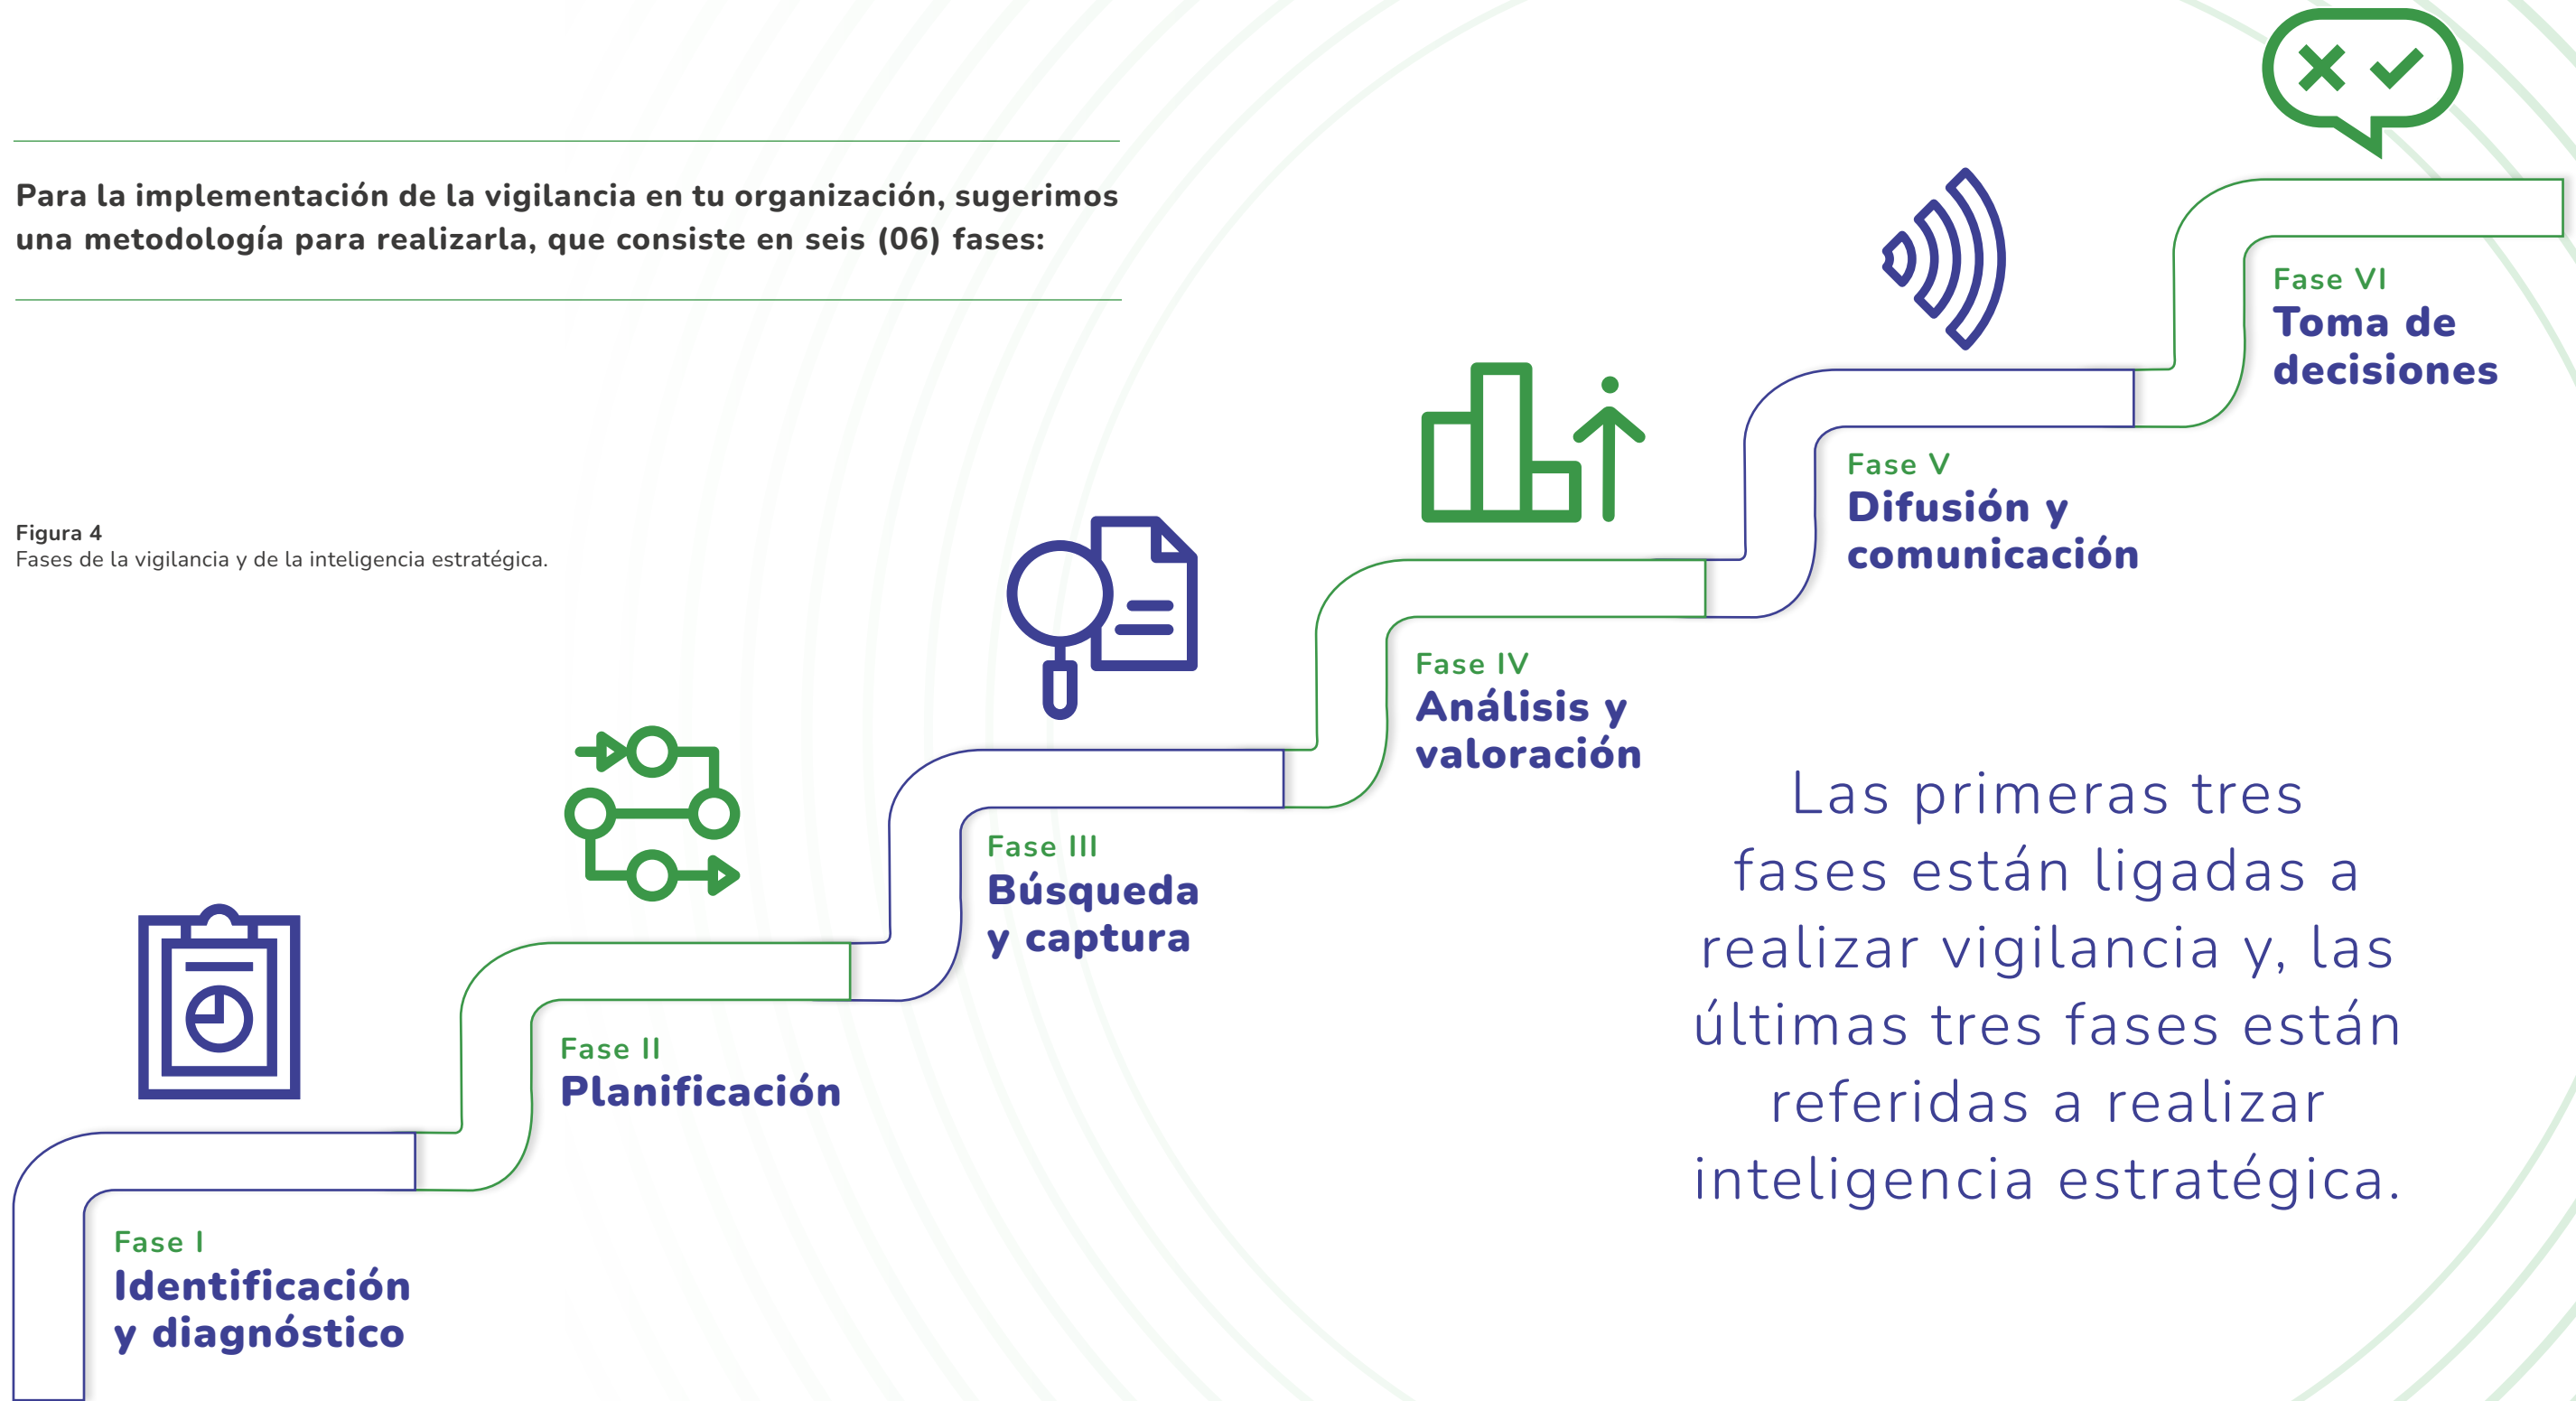 Para la implementación de la vigilancia en tu organización, sugerimos
una metodología para realizarla, que consiste en seis (06) fases:
Figura 4
Fases de la vigilancia y de la inteligencia estratégica.
Fase I
Identificación
y diagnóstico
Fase II
Planificación
Fase III
Búsqueda
y captura
Fase IV
Análisis y
valoración
Fase V
Difusión y
comunicación
Fase VI
Toma de
decisiones
Las primeras tres
fases están ligadas a
realizar vigilancia y, las
últimas tres fases están
referidas a realizar
inteligencia estratégica.